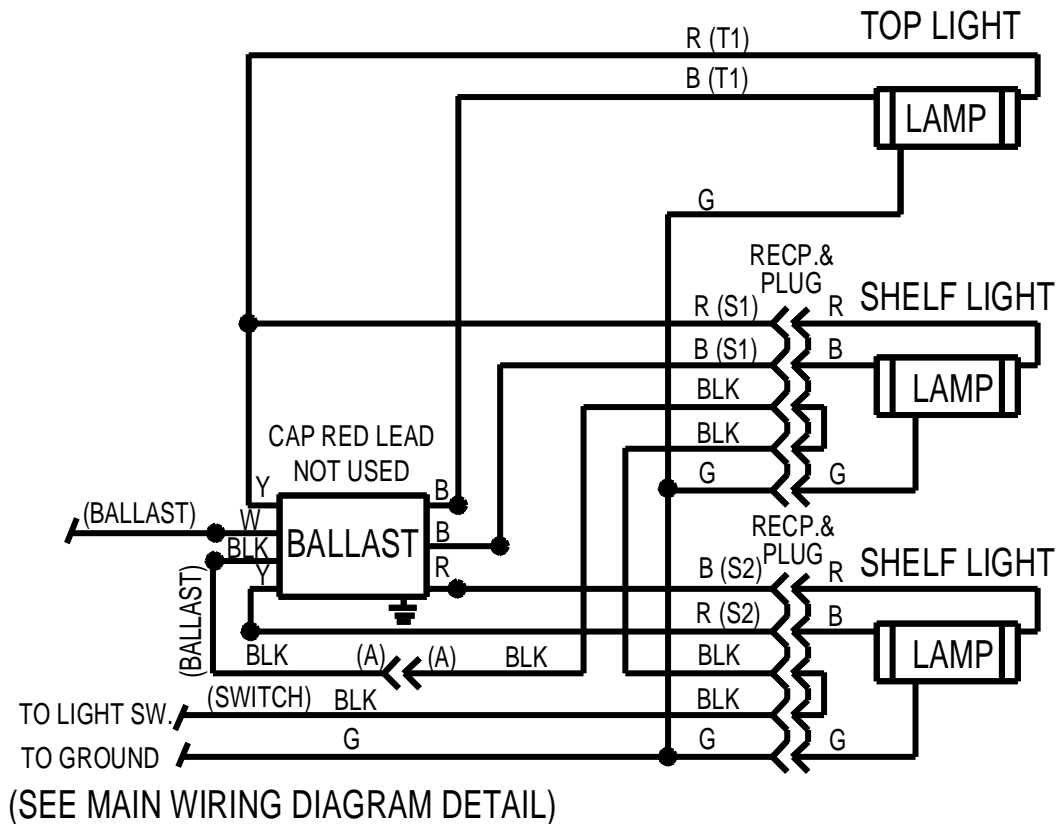 TOP LIGHT
R (T1)
B (T1)
LAMP
G
RECP.&
PLUG
SHELF LIGHT
R (S1)
R
B (S1)
B
BLK
LAMP
BLK
G
G
CAP RED LEAD
NOT USED
Y
B
(BALLAST)
W
BALLAST
B
BLK
Y
R
RECP.&
PLUG
SHELF LIGHT
B (S2)
R
R (S2)
B
(BALLAST)
BLK
(A)
(A)
BLK
BLK
LAMP
(SWITCH)
BLK
BLK
TO LIGHT SW.
G
G
G
TO GROUND
(SEE MAIN WIRING DIAGRAM DETAIL)